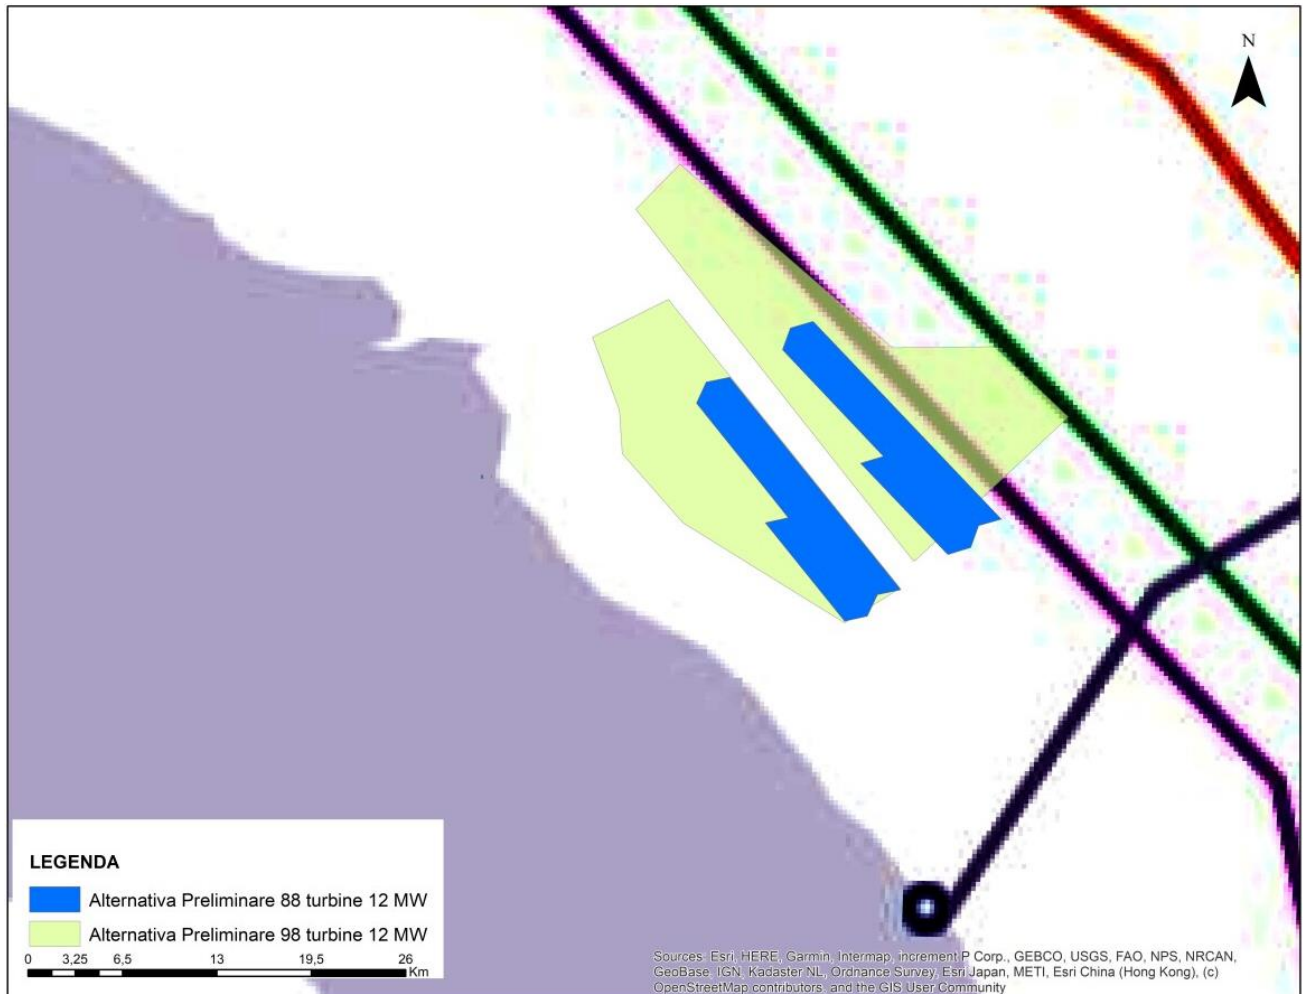 N
LEGENDA
Alternativa Preliminare 88 turbine 12 MW
Alternativa Preliminare 98 turbine 12 MW
0 3,25 6,5 13 19,5 26
Km
Sources: Esri, HERE, Garmin, Intermap, increment P Corp., GEBCO, USGS, FAO, NPS, NRCAN,
GeoBase, IGN, Kadaster NL, Ordnance Survey, Esri Japan, METI, Esri China (Hong Kong), (c)
OpenStreetMap contributors, and the GIS User Community